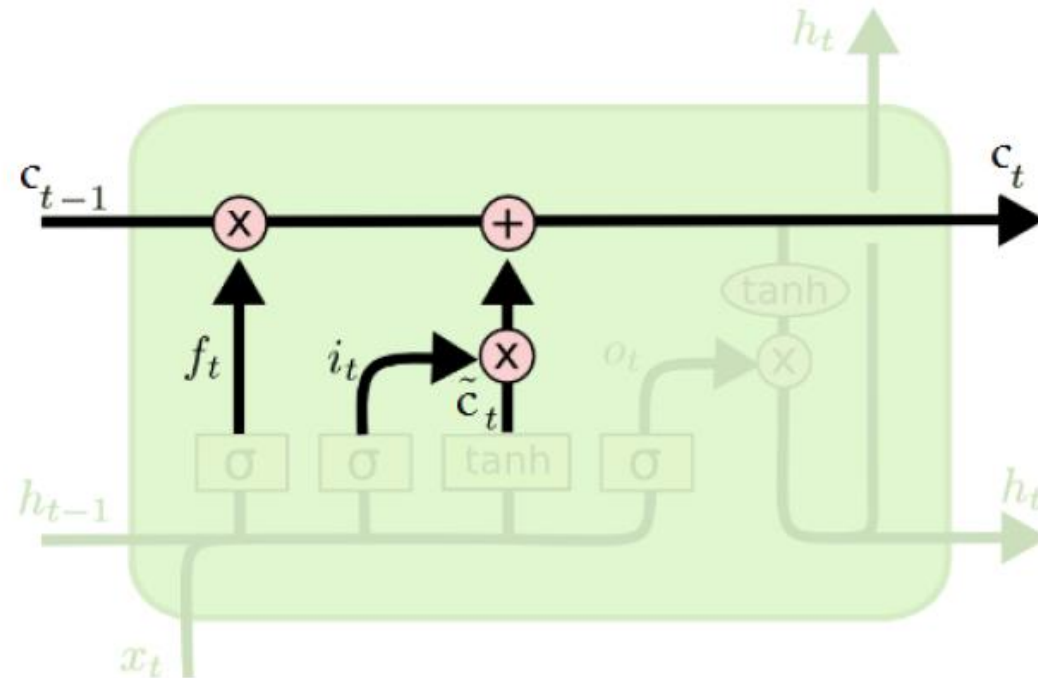 h_t
c_{t-1}
c_t
x
+
tanh
f_t
i_t
x
o_t
x
c̃_t
σ
σ
tanh
σ
h_{t-1}
h_t
x_t